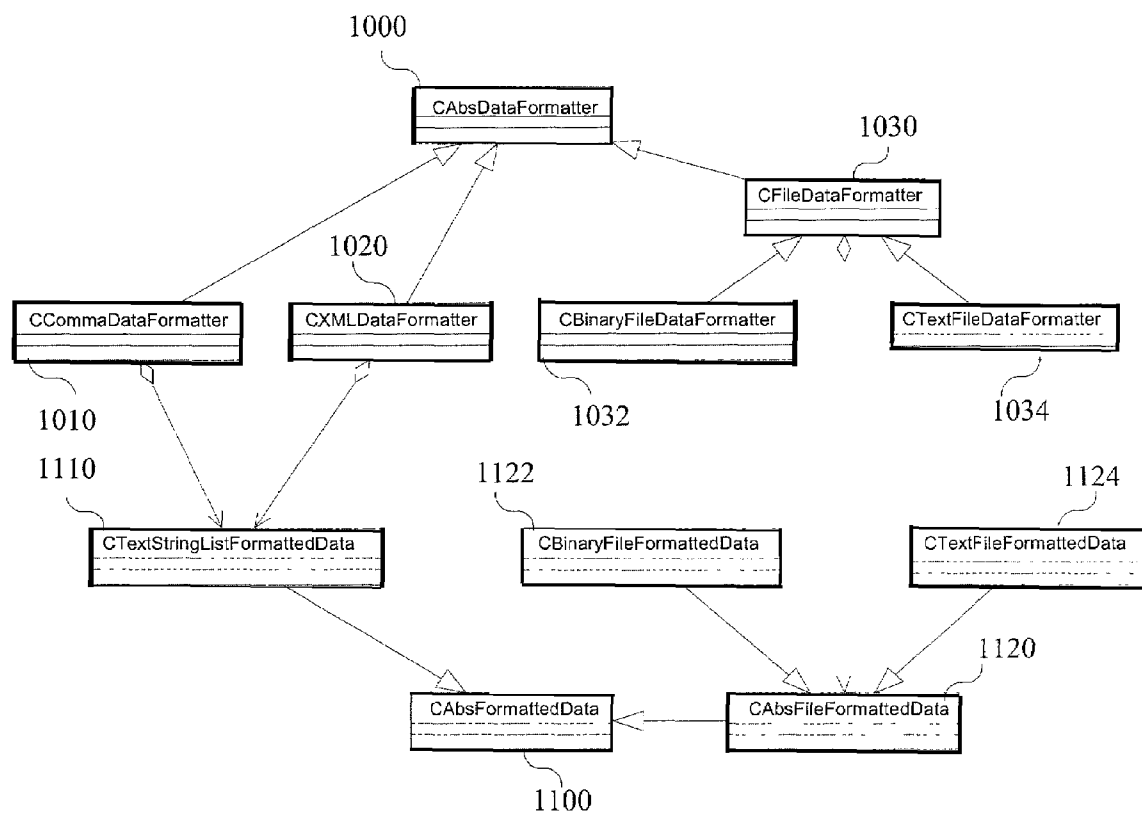 1000
CAbsDataFormatter
1030
CFileDataFormatter
1020
CCommaDataFormatter
CXMLDataFormatter
CBinaryFileDataFormatter
CTextFileDataFormatter
1010
1032
1034
1110
1122
1124
CTextStringListFormattedData
CBinaryFileFormattedData
CTextFileFormattedData
1120
CAbsFormattedData
CAbsFileFormattedData
1100